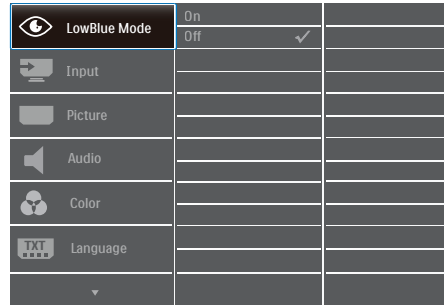 LowBlue Mode
On
Off
Input
Picture
Audio
Color
TXT
Language